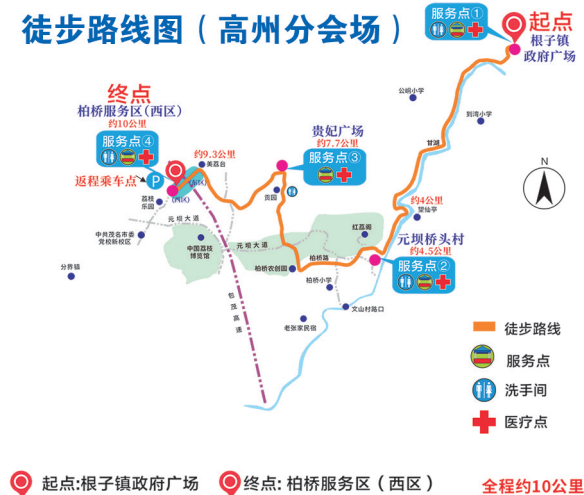 徒步路线图（高州分会场）
服务点①
起点
根子镇
政府广场
公坭小学
到湾小学
甘湖
终点
柏桥服务区（西区）
约10公里
服务点④
约9.3公里
美荔台
返程乘车点
P
(西区)
荔枝
乐园
元坝大道
中共茂名市委
党校新校区
分界镇
中国荔枝
博览馆
贵妃广场
约7.7公里
服务点③
贡园
元坝大道
红荔阁
柏桥路
柏桥农创园
柏桥小学
文山村路口
老张家民宿
包茂高速
约4公里
望仙亭
元坝桥头村
约4.5公里
服务点②
N
徒步路线
服务点
洗手间
医疗点
起点:根子镇政府广场
终点: 柏桥服务区（西区）
全程约10公里